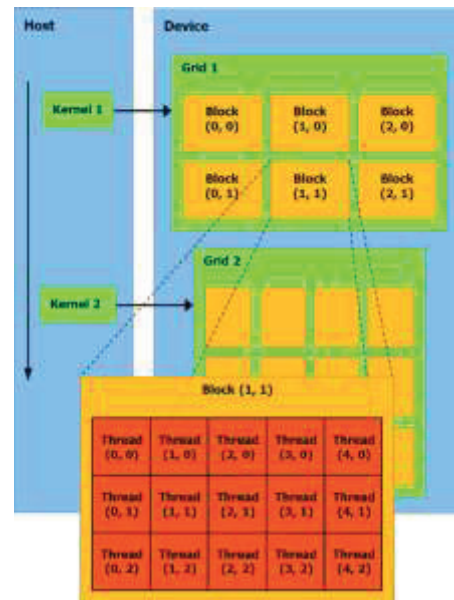 Host
Device
Grid 1
Kernel 1
Block
(0, 0)
Block
(1, 0)
Block
(2, 0)
Block
(0, 1)
Block
(1, 1)
Block
(2, 1)
Grid 2
Kernel 2
Block (1, 1)
Thread
(0, 0)
Thread
(1, 0)
Thread
(2, 0)
Thread
(3, 0)
Thread
(4, 0)
Thread
(0, 1)
Thread
(1, 1)
Thread
(2, 1)
Thread
(3, 1)
Thread
(4, 1)
Thread
(0, 2)
Thread
(1, 2)
Thread
(2, 2)
Thread
(3, 2)
Thread
(4, 2)